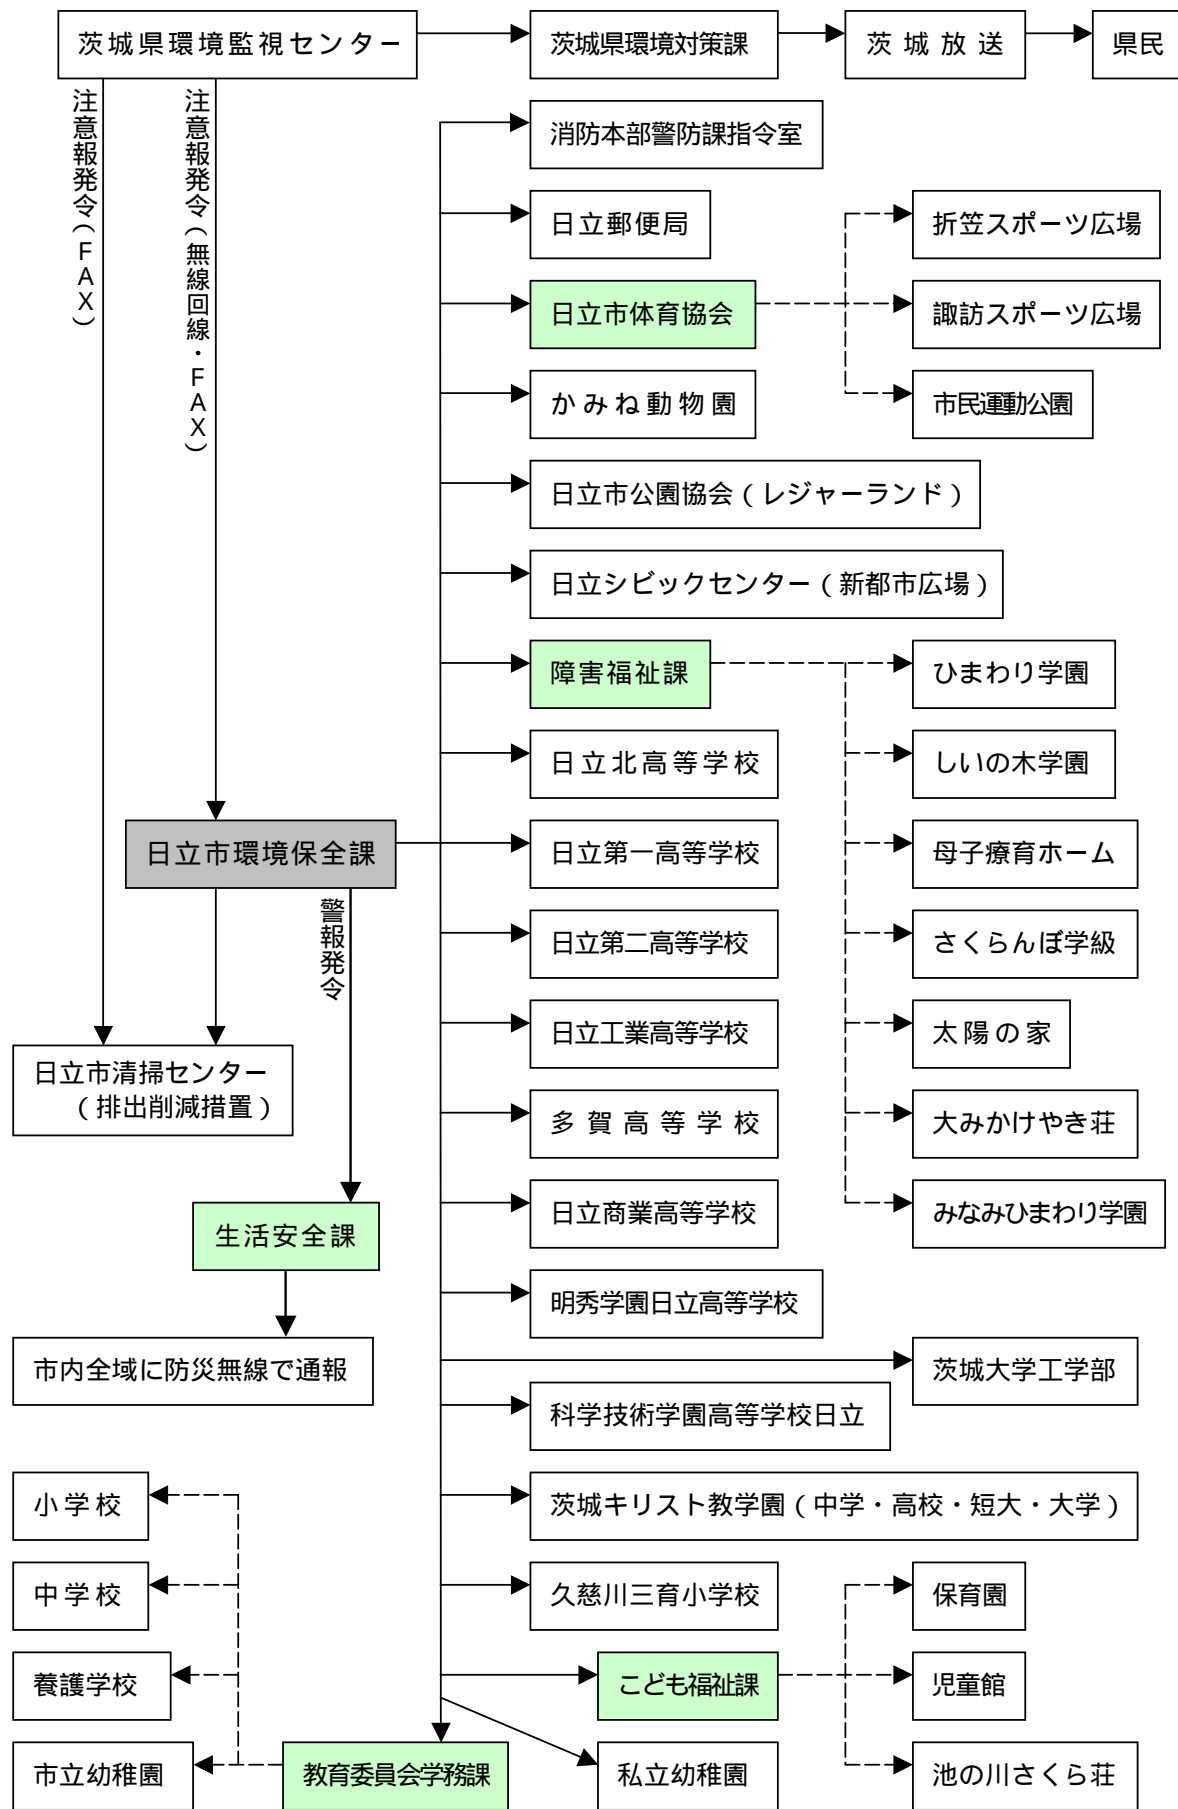 茨城県環境監視センター
茨城県環境対策課
茨城放送
県民
注意報発令(FAX)
注意報発令(無線回線・FAX)
消防本部警防課指令室
日立郵便局
折笠スポーツ広場
日立市体育協会
諏訪スポーツ広場
かみね動物園
市民運動公園
日立市公園協会(レジャーランド)
日立シビックセンター(新都市広場)
障害福祉課
ひまわり学園
日立北高等学校
しいの木学園
日立市環境保全課
日立第一高等学校
母子療育ホーム
警報発令
日立第二高等学校
さくらんぼ学級
日立工業高等学校
太陽の家
日立市清掃センター
(排出削減措置)
多賀高等学校
大みかけやき荘
生活安全課
日立商業高等学校
みなみひまわり学園
明秀学園日立高等学校
市内全域に防災無線で通報
茨城大学工学部
科学技術学園高等学校日立
小学校
茨城キリスト教学園(中学・高校・短大・大学)
中学校
久慈川三育小学校
保育園
養護学校
こども福祉課
児童館
市立幼稚園
教育委員会学務課
私立幼稚園
池の川さくら荘